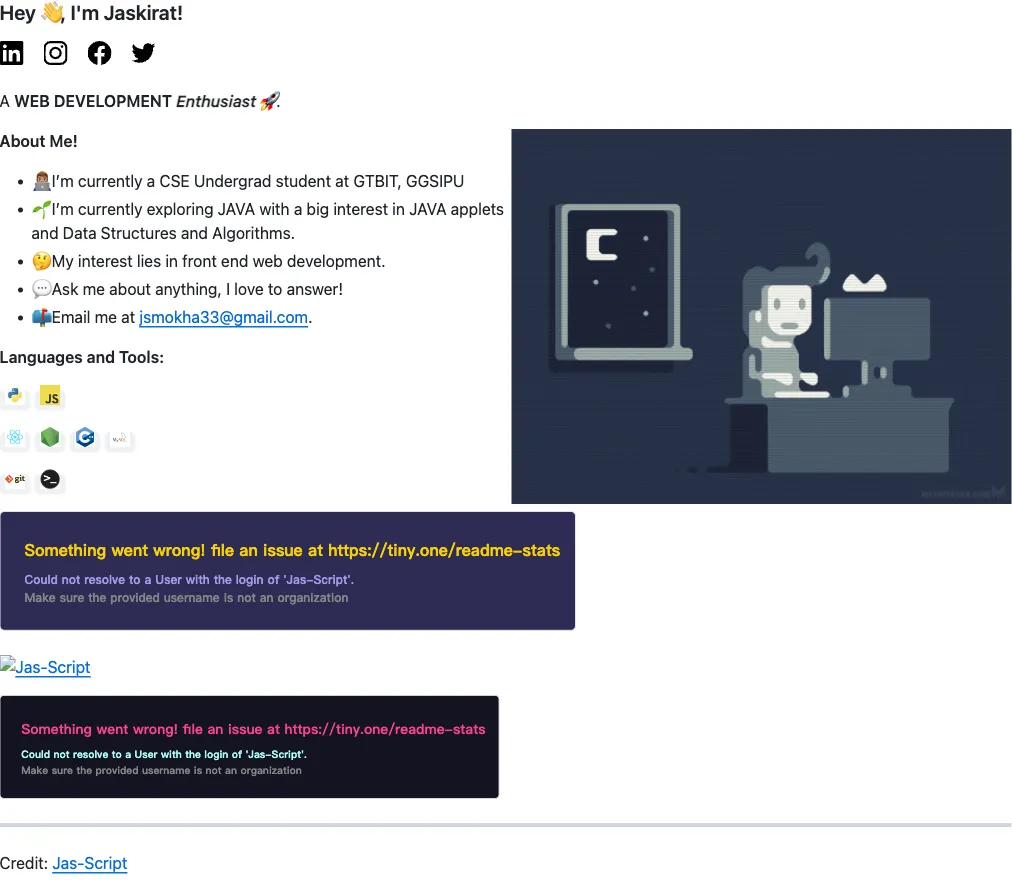 Hey 👋, I'm Jaskirat!
in
A WEB DEVELOPMENT Enthusiast 🚀.
About Me!
👨🏽‍💻I’m currently a CSE Undergrad student at GTBIT, GGSIPU
🌱I’m currently exploring JAVA with a big interest in JAVA applets
and Data Structures and Algorithms.
🤔My interest lies in front end web development.
💬Ask me about anything, I love to answer!
📫Email me at jsmokha33@gmail.com.
Languages and Tools:
JS
MySQL
git
Something went wrong! file an issue at https://tiny.one/readme-stats
Could not resolve to a User with the login of 'Jas-Script'.
Make sure the provided username is not an organization
Jas-Script
Something went wrong! file an issue at https://tiny.one/readme-stats
Could not resolve to a User with the login of 'Jas-Script'.
Make sure the provided username is not an organization
Credit: Jas-Script